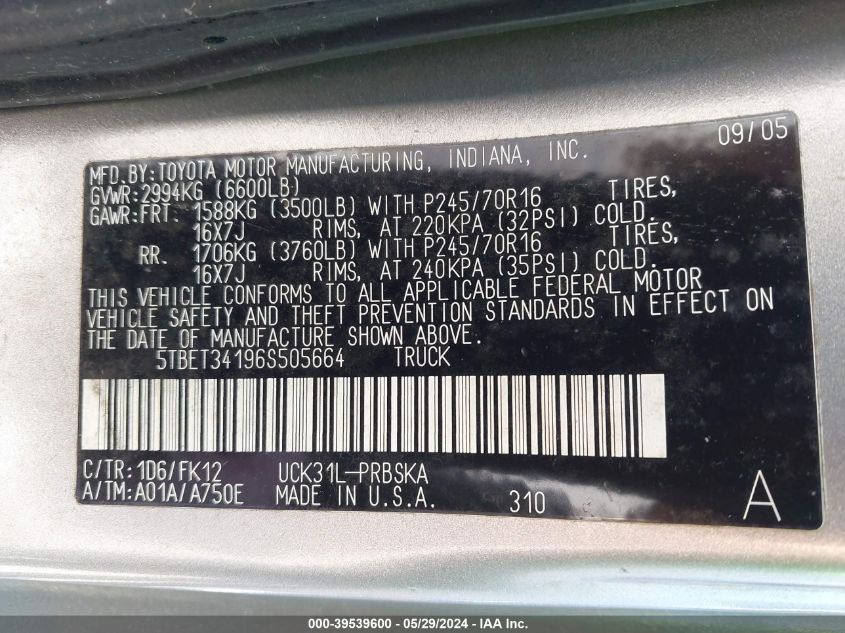 09/05
MFD.BY:TOYOTA MOTOR MANUFACTURING, INDIANA, INC.
GVWR:2994KG (6600LB)
GAWR:FRT. 1588KG (3500LB) WITH P245/70R16 TIRES,
16X7J RIMS, AT 220KPA (32PSI) COLD.
RR. 1706KG (3760LB) WITH P245/70R16 TIRES,
16X7J RIMS, AT 240KPA (35PSI) COLD.
THIS VEHICLE CONFORMS TO ALL APPLICABLE FEDERAL MOTOR
VEHICLE SAFETY AND THEFT PREVENTION STANDARDS IN EFFECT ON
THE DATE OF MANUFACTURE SHOWN ABOVE.
5TBET34196S505664 TRUCK
C/TR:1D6/FK12 UCK31L-PRBSKA
A/TM:A01A/A750E MADE IN U.S.A. 310 A
000-39539600 - 05/29/2024 - IAA Inc.